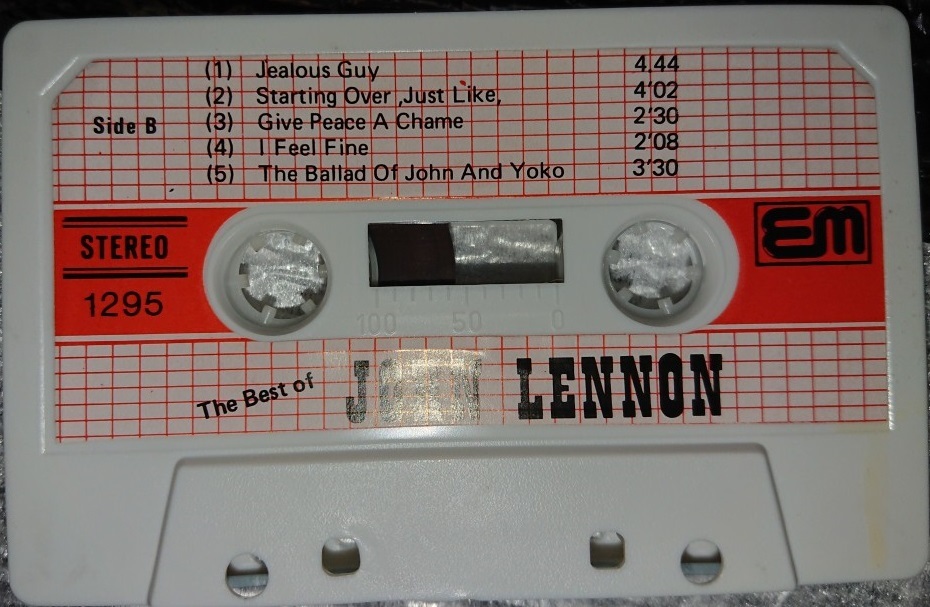 (1) Jealous Guy 4.44
(2) Starting Over ,Just Like, 4'02
Side B (3) Give Peace A Chame 2'30
(4) I Feel Fine 2'08
(5) The Ballad Of John And Yoko 3'30
STEREO
EM
1295
100 50 0
The Best of JOHN LENNON